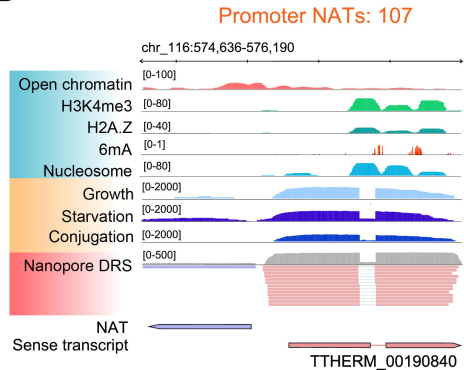 Promoter NATs: 107
chr_116:574,636-576,190
Open chromatin [0-100]
H3K4me3 [0-80]
H2A.Z [0-40]
6mA [0-1]
Nucleosome [0-80]
Growth [0-2000]
Starvation [0-2000]
Conjugation [0-2000]
Nanopore DRS [0-500]
NAT
Sense transcript
TTHERM_00190840